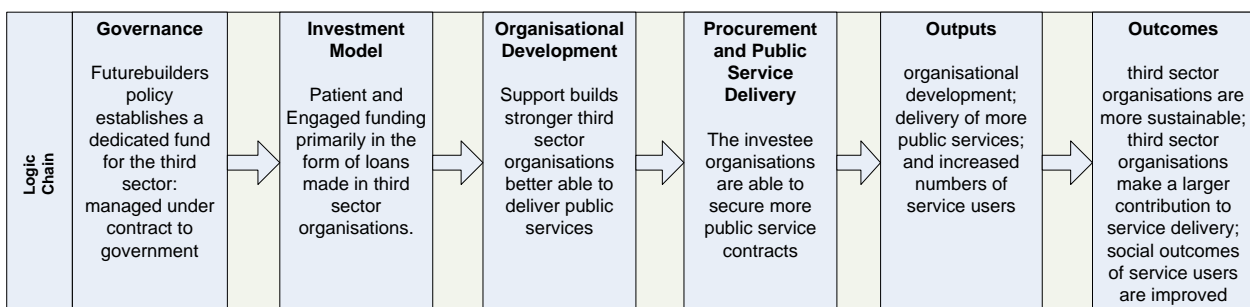 Logic
Chain
Governance
Futurebuilders
policy
establishes a
dedicated fund
for the third
sector:
managed under
contract to
government
Investment
Model
Patient and
Engaged funding
primarily in the
form of loans
made in third
sector
organisations.
Organisational
Development
Support builds
stronger third
sector
organisations
better able to
deliver public
services
Procurement
and Public
Service
Delivery
The investee
organisations
are able to
secure more
public service
contracts
Outputs
organisational
development;
delivery of more
public services;
and increased
numbers of
service users
Outcomes
third sector
organisations are
more sustainable;
third sector
organisations
make a larger
contribution to
service delivery;
social outcomes
of service users
are improved